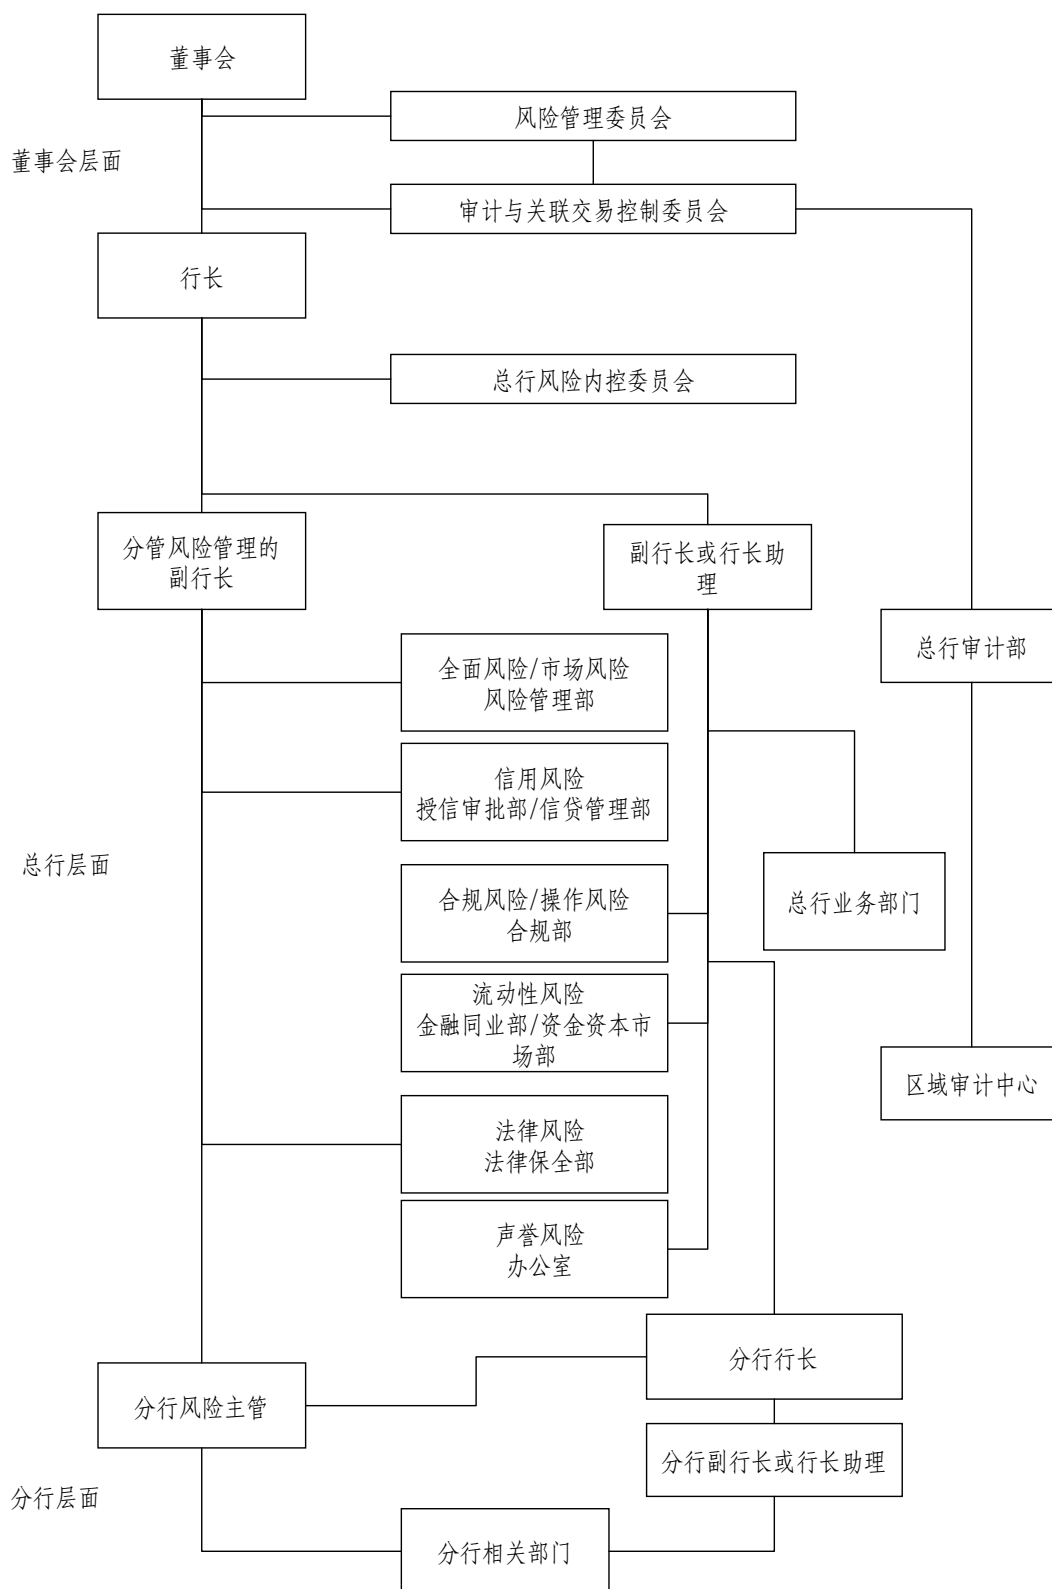 董事会
风险管理委员会
董事会层面
审计与关联交易控制委员会
行长
总行风险内控委员会
分管风险管理的
副行长
副行长或行长助
理
总行审计部
全面风险/市场风险
风险管理部
信用风险
授信审批部/信贷管理部
总行层面
合规风险/操作风险
合规部
总行业务部门
流动性风险
金融同业部/资金资本市
场部
区域审计中心
法律风险
法律保全部
声誉风险
办公室
分行行长
分行风险主管
分行副行长或行长助理
分行层面
分行相关部门